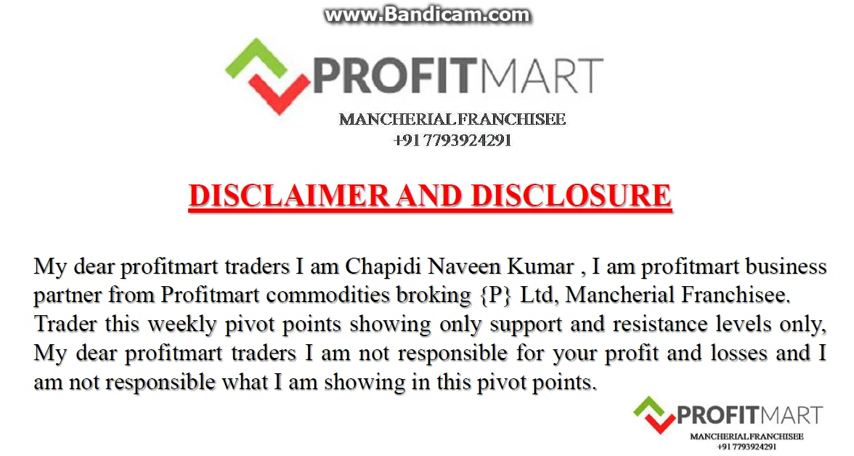 www.Bandicam.com
PROFITMART
MANCHERIAL FRANCHISEE
+91 7793924291
DISCLAIMER AND DISCLOSURE
My dear profitmart traders I am Chapidi Naveen Kumar , I am profitmart business
partner from Profitmart commodities broking {P} Ltd, Mancherial Franchisee.
Trader this weekly pivot points showing only support and resistance levels only,
My dear profitmart traders I am not responsible for your profit and losses and I
am not responsible what I am showing in this pivot points.
PROFITMART
MANCHERIAL FRANCHISEE
+91 7793924291